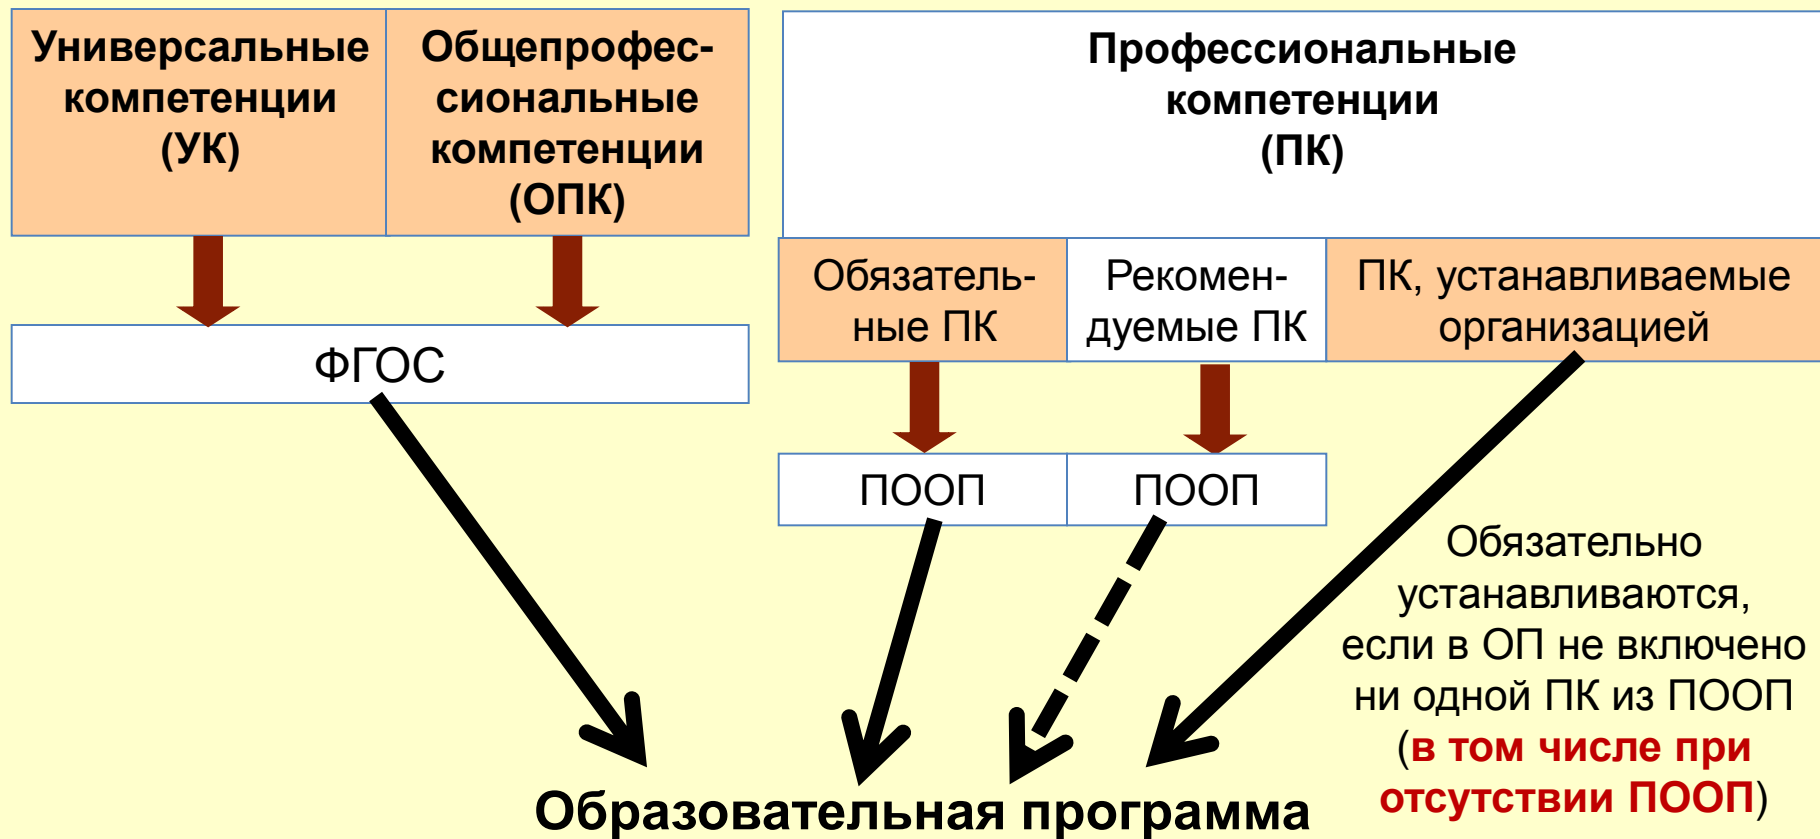 Универсальные
компетенции
(УК)
Общепрофес-
сиональные
компетенции
(ОПК)
Профессиональные
компетенции
(ПК)
Обязатель-
ные ПК
Рекомен-
дуемые ПК
ПК, устанавливаемые
организацией
ФГОС
ПООП
ПООП
Обязательно
устанавливаются,
если в ОП не включено
ни одной ПК из ПООП
(в том числе при
отсутствии ПООП)
Образовательная программа